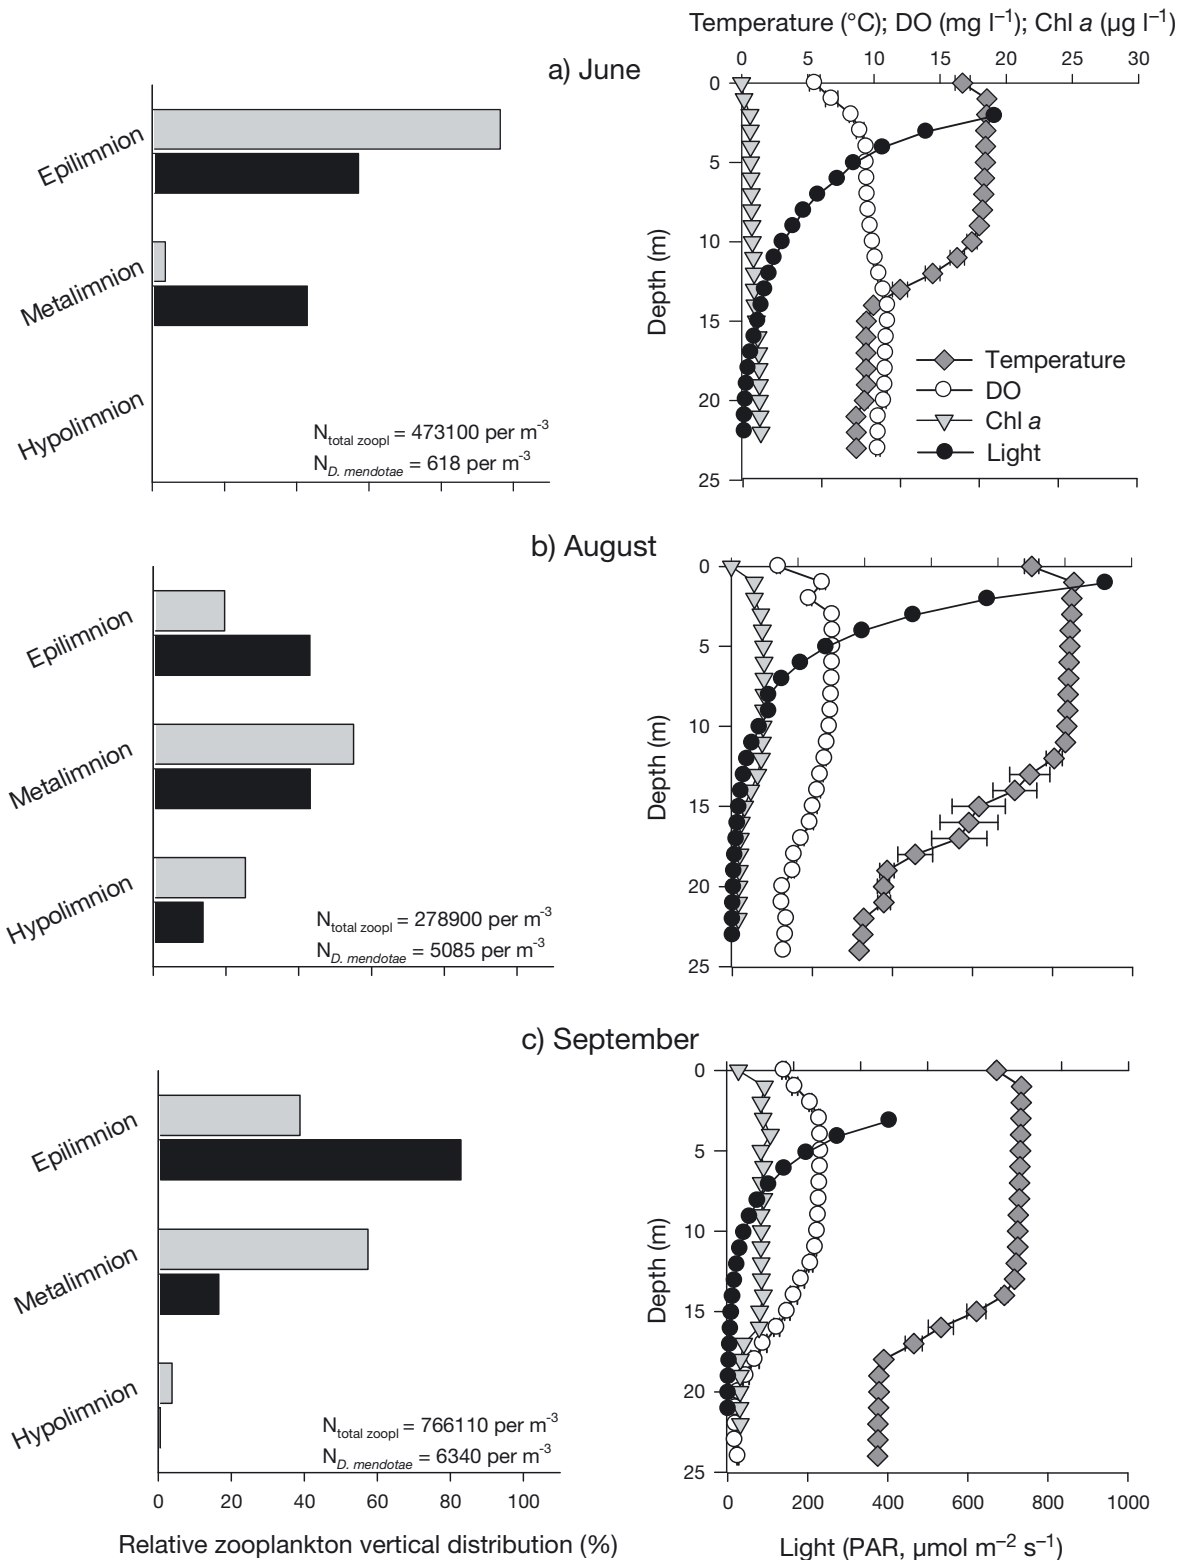 Temperature (°C); DO (mg l⁻¹); Chl a (µg l⁻¹)
0 5 10 15 20 25 30
a) June
Epilimnion
Metalimnion
Hypolimnion
N_total zoopl = 473100 per m⁻³
N_D. mendotae = 618 per m⁻³
Depth (m)
0
5
10
15
20
25
Temperature
DO
Chl a
Light
b) August
Epilimnion
Metalimnion
Hypolimnion
N_total zoopl = 278900 per m⁻³
N_D. mendotae = 5085 per m⁻³
Depth (m)
0
5
10
15
20
25
c) September
Epilimnion
Metalimnion
Hypolimnion
N_total zoopl = 766110 per m⁻³
N_D. mendotae = 6340 per m⁻³
0 20 40 60 80 100
Relative zooplankton vertical distribution (%)
Depth (m)
0
5
10
15
20
25
0 200 400 600 800 1000
Light (PAR, µmol m⁻² s⁻¹)